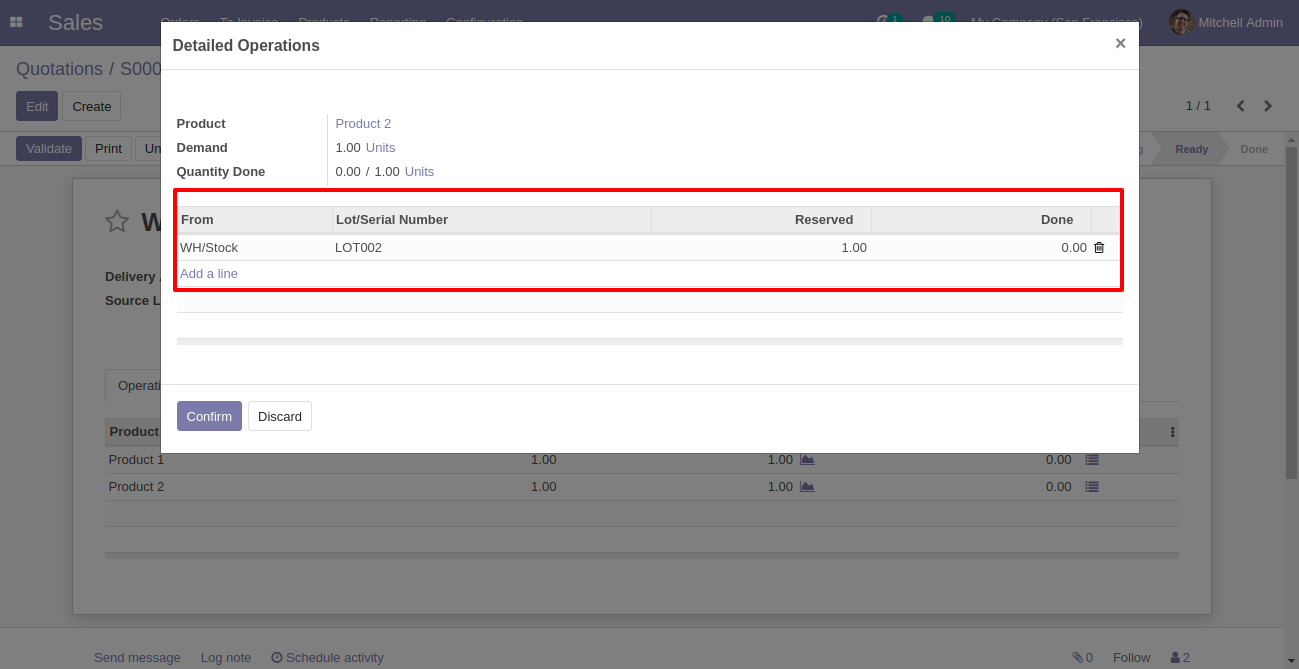 Sales
Orders To Invoice Products Reporting Configuration
1 10 My Company (San Francisco) Mitchell Admin
Quotations / S000
Edit Create
1 / 1
Validate Print Un
Ready Done
Detailed Operations
×
Product Product 2
Demand 1.00 Units
Quantity Done 0.00 / 1.00 Units
From Lot/Serial Number Reserved Done
WH/Stock LOT002 1.00 0.00
Add a line
Confirm Discard
W
Delivery
Source L
Operati
Product
Product 1 1.00 1.00 0.00
Product 2 1.00 1.00 0.00
Send message Log note Schedule activity
0 Follow 2